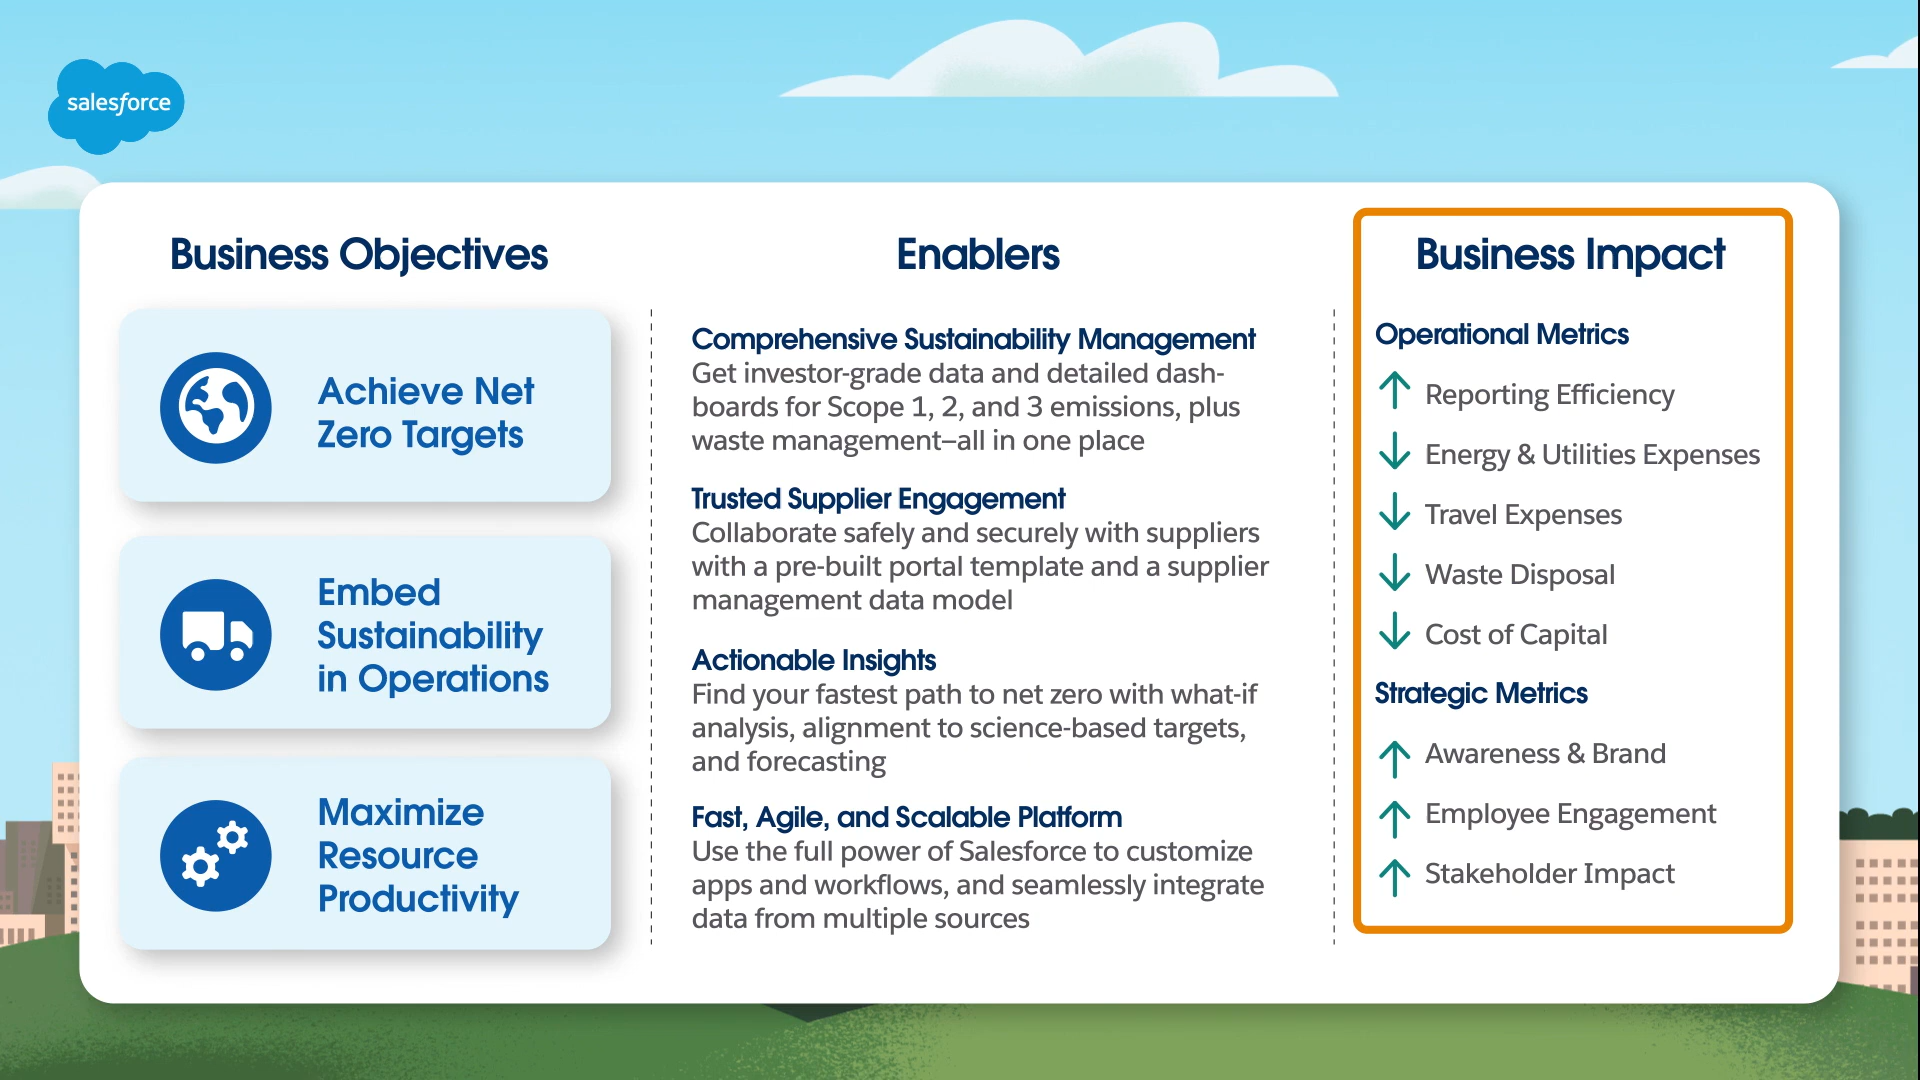 salesforce
Business Objectives
Achieve Net
Zero Targets
Embed
Sustainability
in Operations
Maximize
Resource
Productivity
Enablers
Comprehensive Sustainability Management
Get investor-grade data and detailed dash-
boards for Scope 1, 2, and 3 emissions, plus
waste management—all in one place
Trusted Supplier Engagement
Collaborate safely and securely with suppliers
with a pre-built portal template and a supplier
management data model
Actionable Insights
Find your fastest path to net zero with what-if
analysis, alignment to science-based targets,
and forecasting
Fast, Agile, and Scalable Platform
Use the full power of Salesforce to customize
apps and workflows, and seamlessly integrate
data from multiple sources
Business Impact
Operational Metrics
↑ Reporting Efficiency
↓ Energy & Utilities Expenses
↓ Travel Expenses
↓ Waste Disposal
↓ Cost of Capital
Strategic Metrics
↑ Awareness & Brand
↑ Employee Engagement
↑ Stakeholder Impact